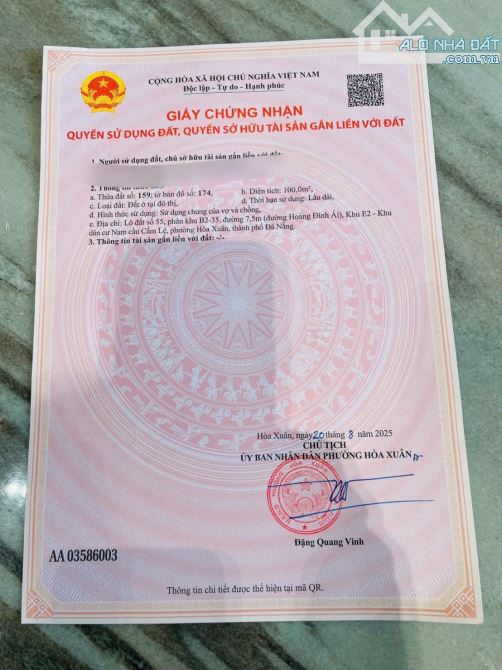 ALO NHÀ ĐẤT
.com.vn
CỘNG HÒA XÃ HỘI CHỦ NGHĨA VIỆT NAM
Độc lập - Tự do - Hạnh phúc
GIẤY CHỨNG NHẬN
QUYỀN SỬ DỤNG ĐẤT, QUYỀN SỞ HỮU TÀI SẢN GẮN LIỀN VỚI ĐẤT
1. Người sử dụng đất, chủ sở hữu tài sản gắn liền với đất
2. Thông tin
a. Thửa đất số: 159; tờ bản đồ số: 174, b. Diện tích: 100,0m²,
c. Loại đất: Đất ở tại đô thị, d. Thời hạn sử dụng: Lâu dài,
đ. Hình thức sử dụng: Sử dụng chung của vợ và chồng,
e. Địa chỉ: Lô đất số 55, phân khu B2-35, đường 7,5m (đường Hoàng Đình Ái), Khu E2 - Khu
dân cư Nam cầu Cẩm Lệ, phường Hòa Xuân, thành phố Đà Nẵng.
3. Thông tin tài sản gắn liền với đất: -/-
Hòa Xuân, ngày 20 tháng 8 năm 2025
CHỦ TỊCH
ỦY BAN NHÂN DÂN PHƯỜNG HÒA XUÂN
Đặng Quang Vinh
AA 03586003
Thông tin chi tiết được thể hiện tại mã QR.